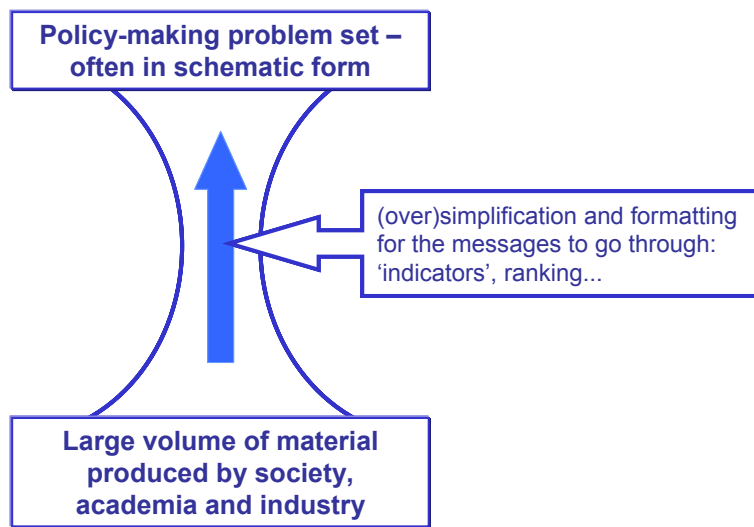 Policy-making problem set –
often in schematic form
(over)simplification and formatting
for the messages to go through:
‘indicators’, ranking...
Large volume of material
produced by society,
academia and industry